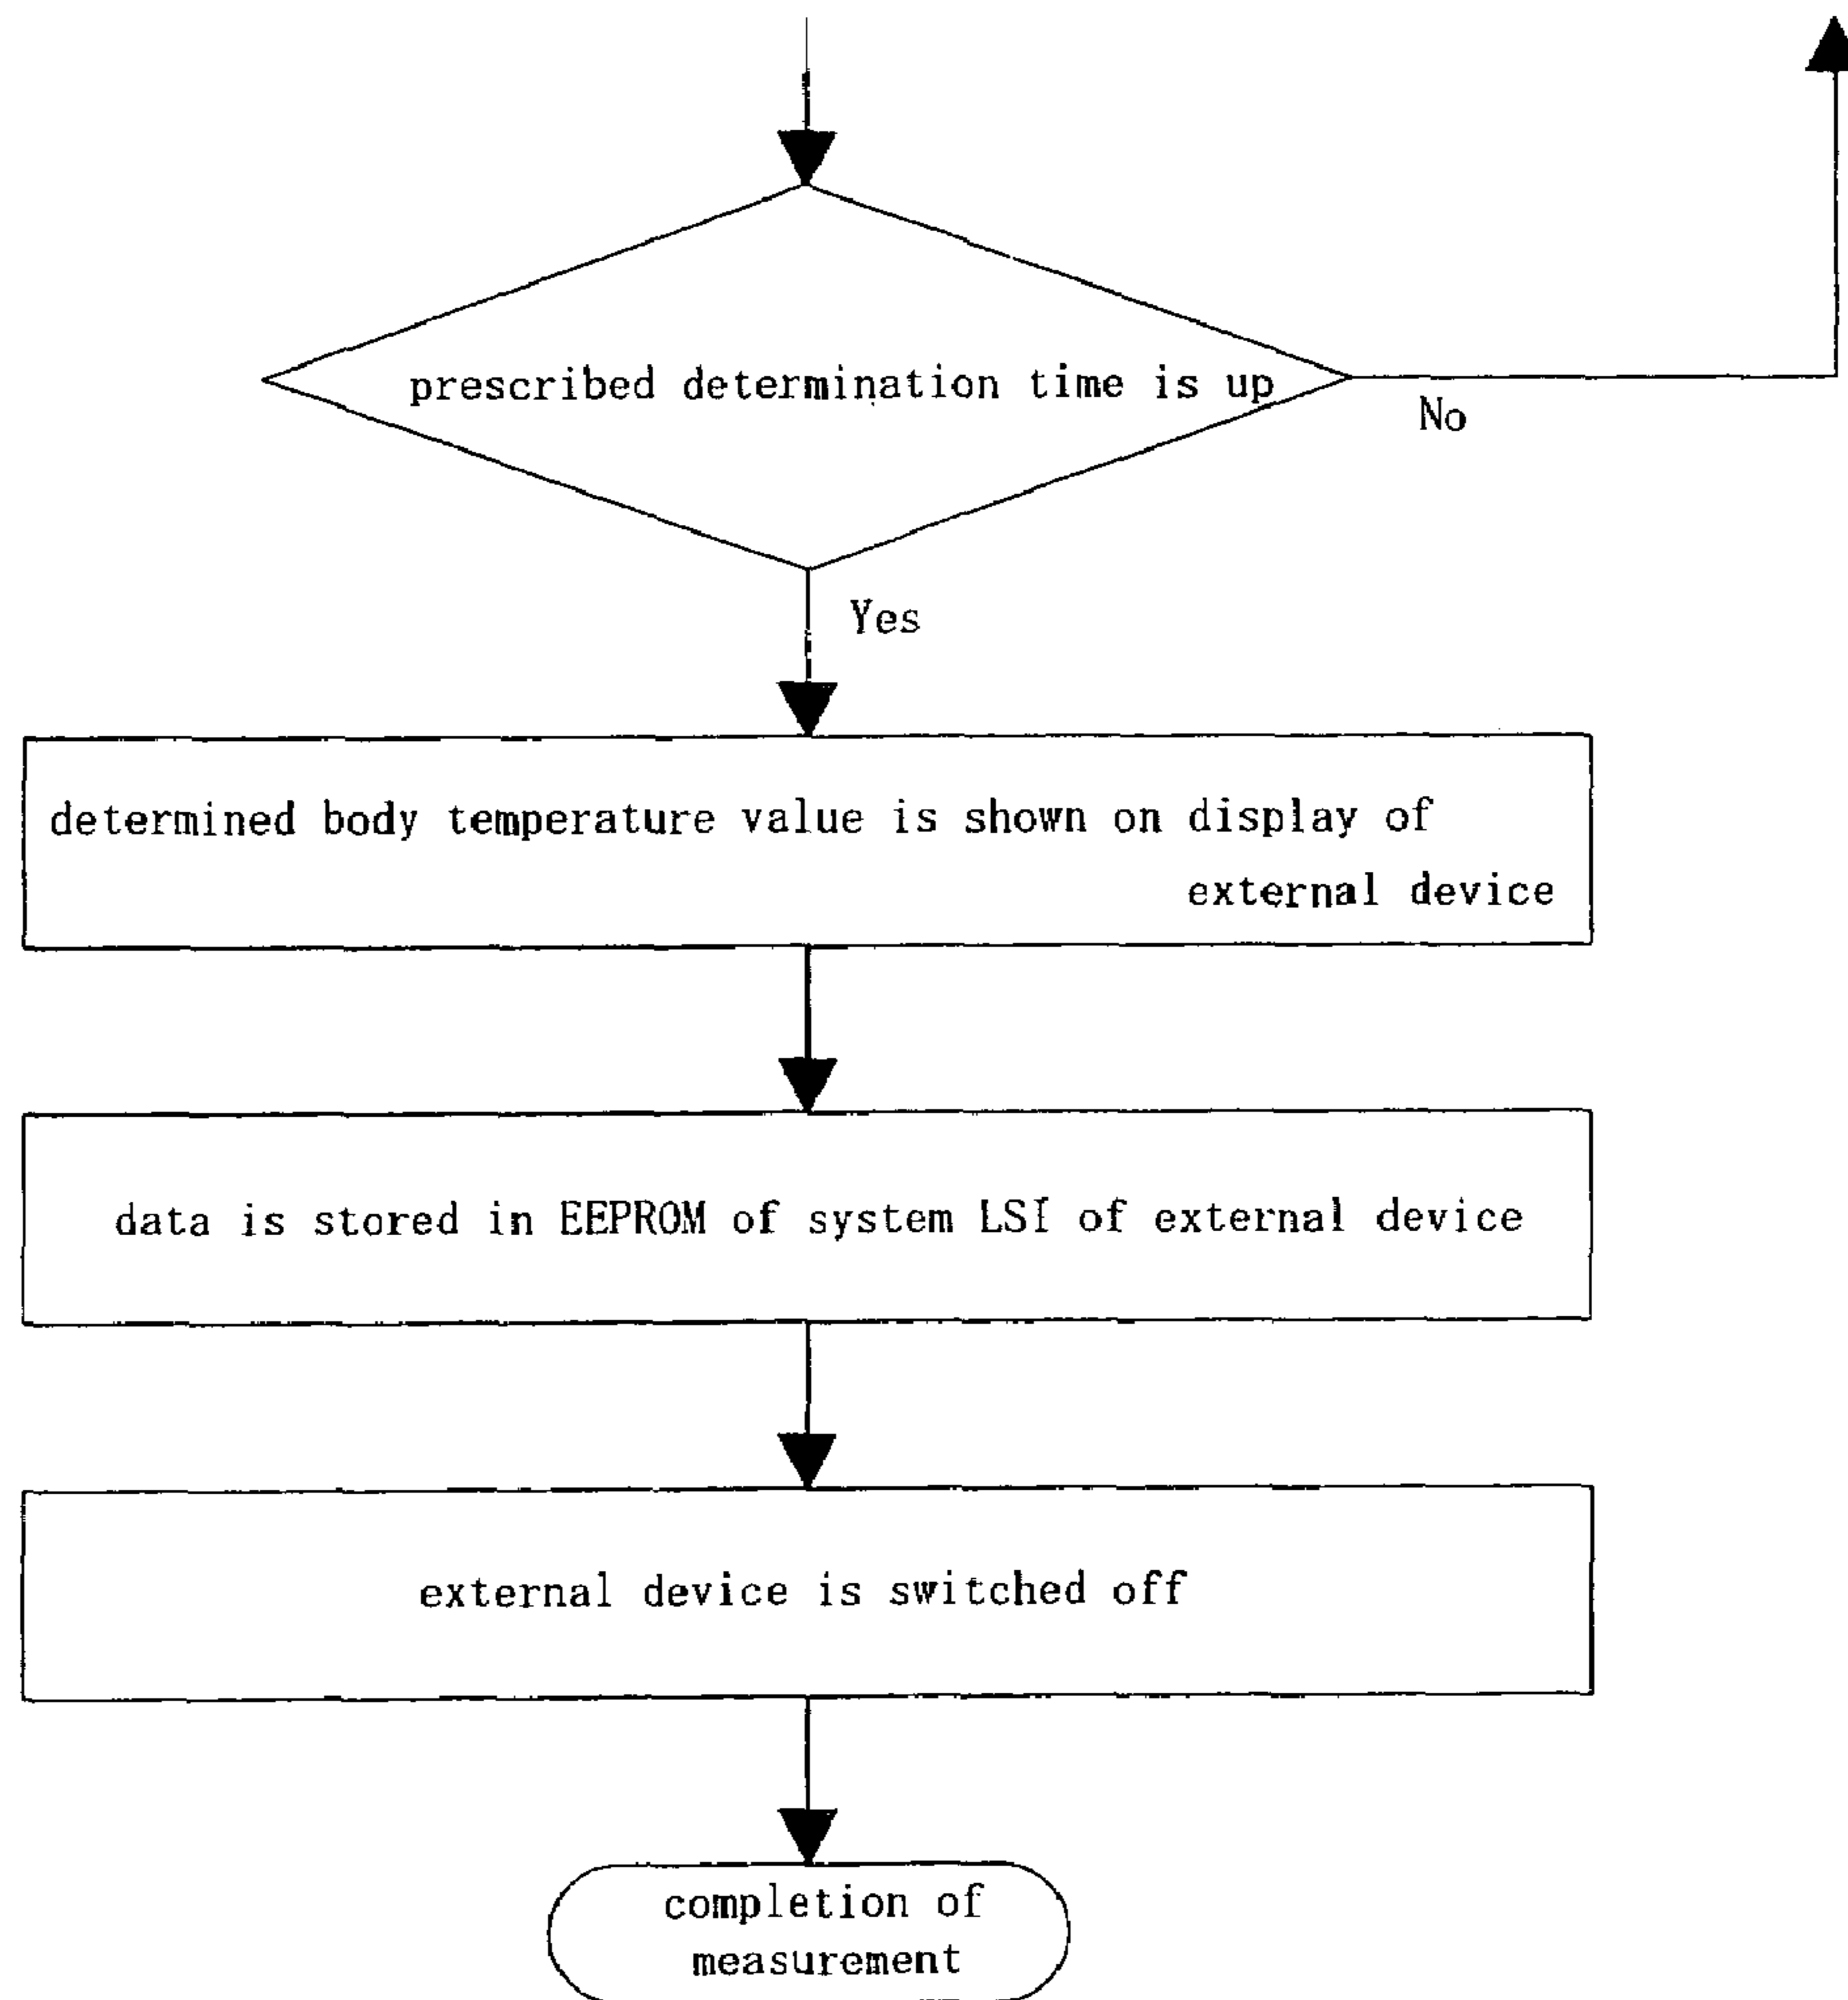 prescribed determination time is up
No
Yes
determined body temperature value is shown on display of
external device
data is stored in EEPROM of system LSI of external device
external device is switched off
completion of
measurement